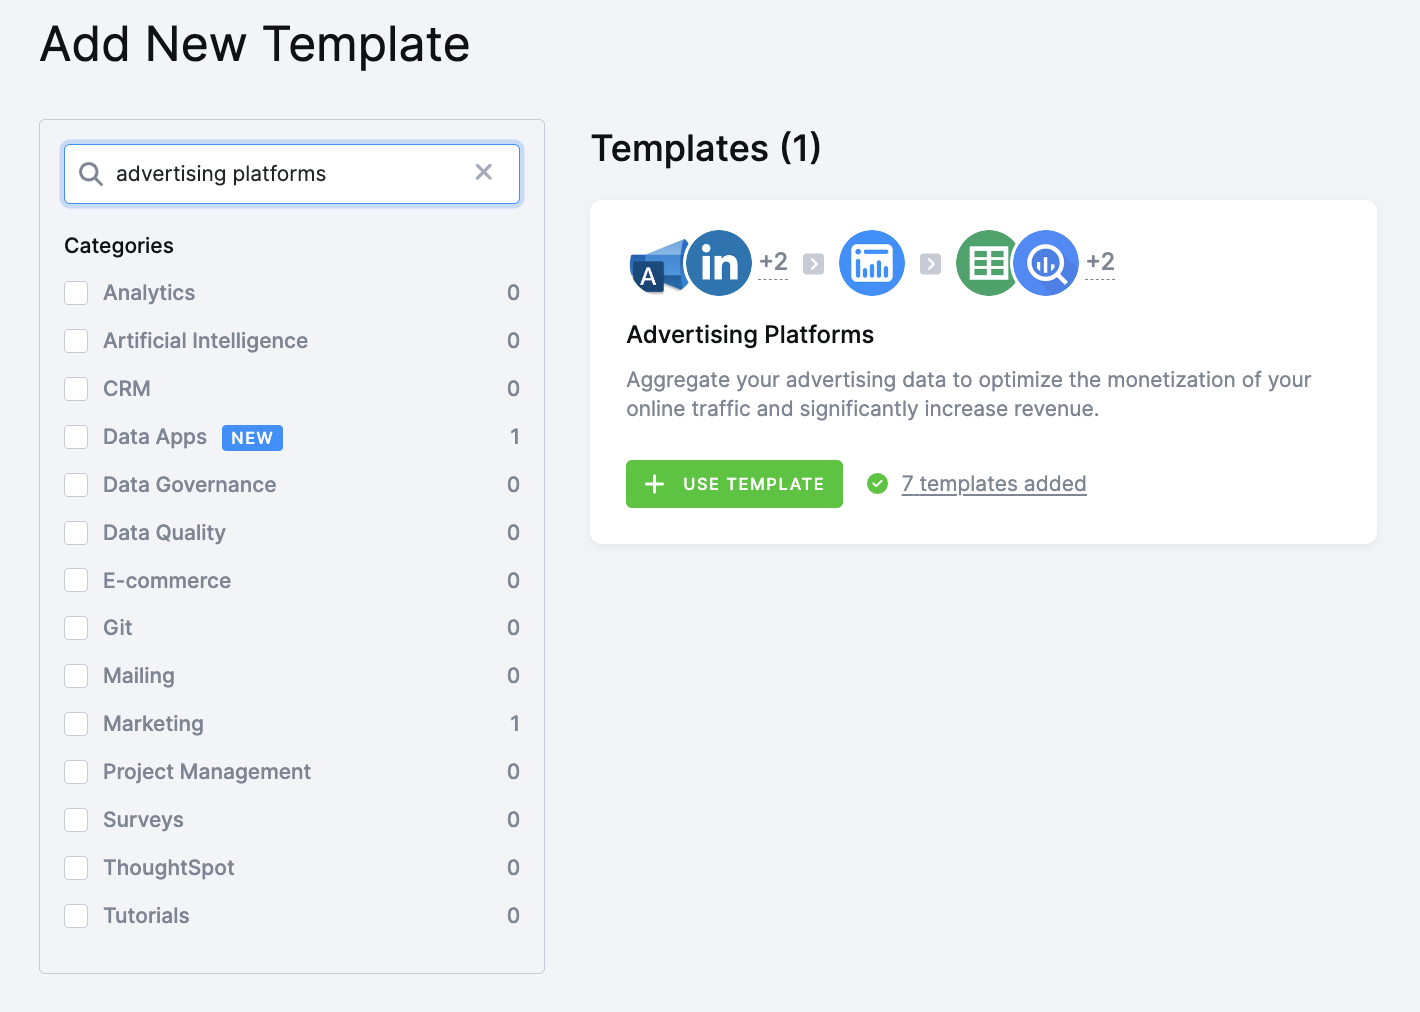 Add New Template
advertising platforms
Categories
Analytics 0
Artificial Intelligence 0
CRM 0
Data Apps NEW 1
Data Governance 0
Data Quality 0
E-commerce 0
Git 0
Mailing 0
Marketing 1
Project Management 0
Surveys 0
ThoughtSpot 0
Tutorials 0
Templates (1)
A in +2 +2
Advertising Platforms
Aggregate your advertising data to optimize the monetization of your
online traffic and significantly increase revenue.
USE TEMPLATE 7 templates added